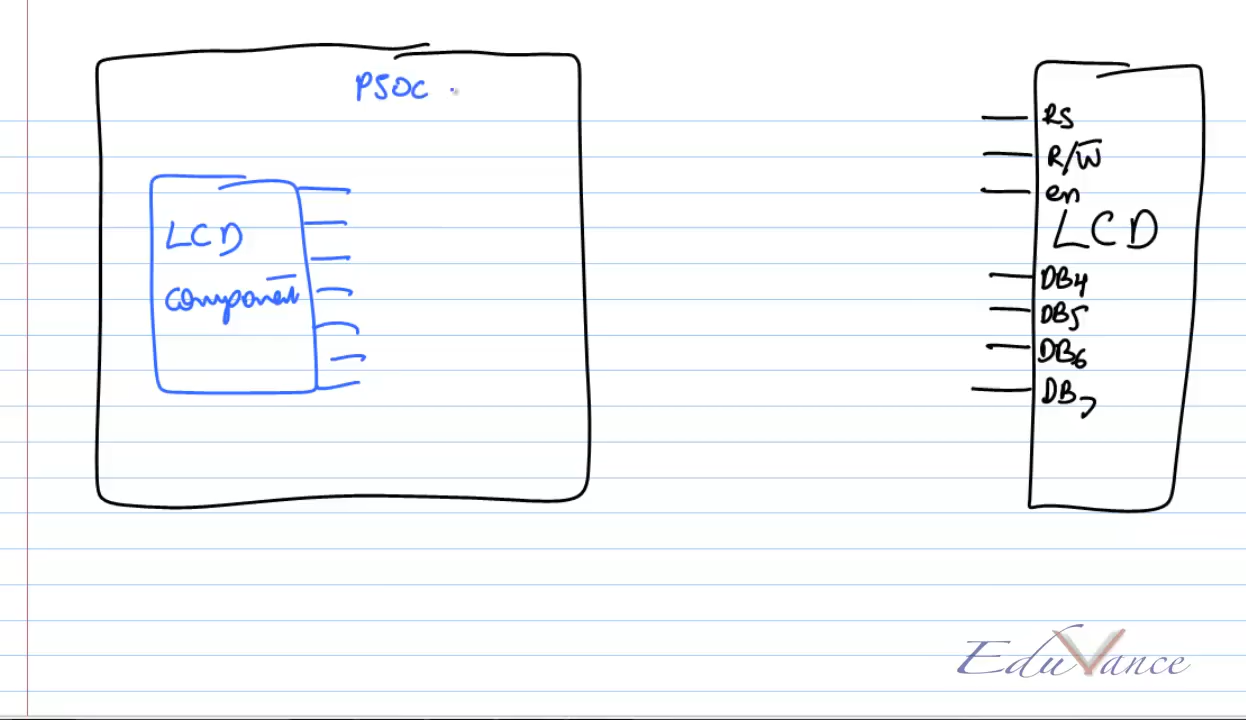 PSOC
LCD
component
RS
R/W̅
en
LCD
DB4
DB5
DB6
DB7
EduVance